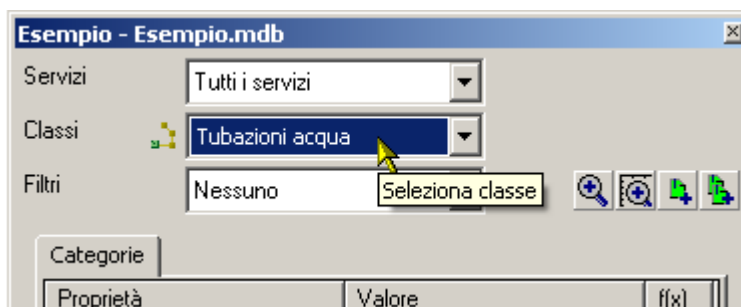 Esempio - Esempio.mdb
Servizi Tutti i servizi
Classi Tubazioni acqua
Filtri Nessuno Seleziona classe
Categorie
Proprietà Valore f(x)